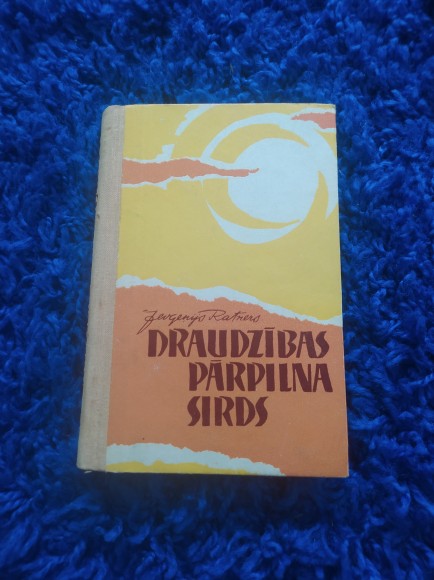 Jevgeņijs Ratners
DRAUDZĪBAS
PĀRPILNA
SIRDS